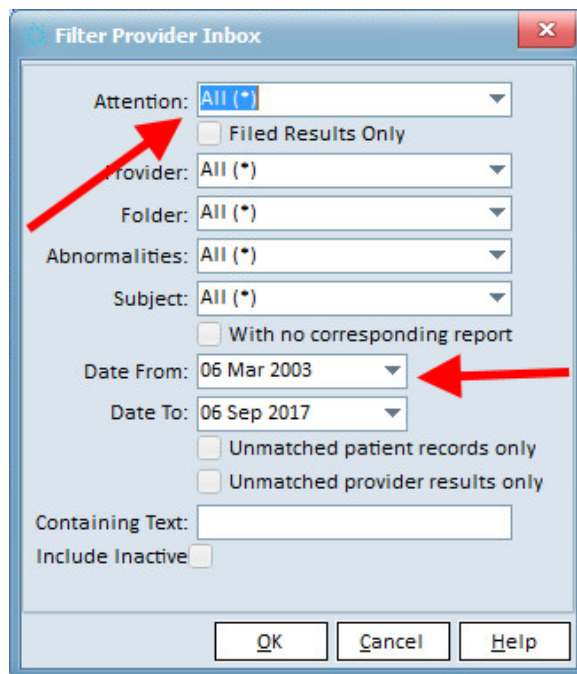 Filter Provider Inbox
Attention: All (*)
Filed Results Only
Provider: All (*)
Folder: All (*)
Abnormalities: All (*)
Subject: All (*)
With no corresponding report
Date From: 06 Mar 2003
Date To: 06 Sep 2017
Unmatched patient records only
Unmatched provider results only
Containing Text:
Include Inactive
OK Cancel Help